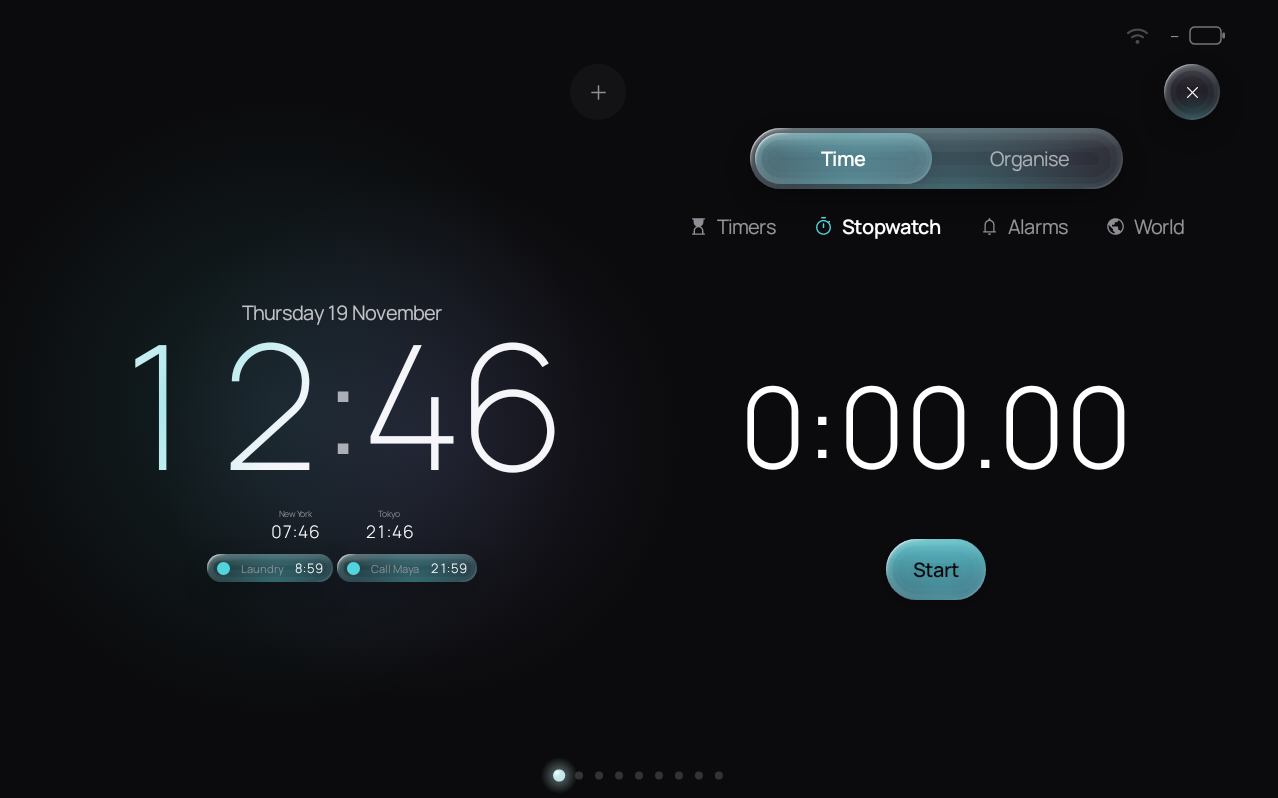 Time Organise
Timers Stopwatch Alarms World
Thursday 19 November
12:46
New York Tokyo
07:46 21:46
Laundry 8:59 Call Maya 21:59
0:00.00
Start